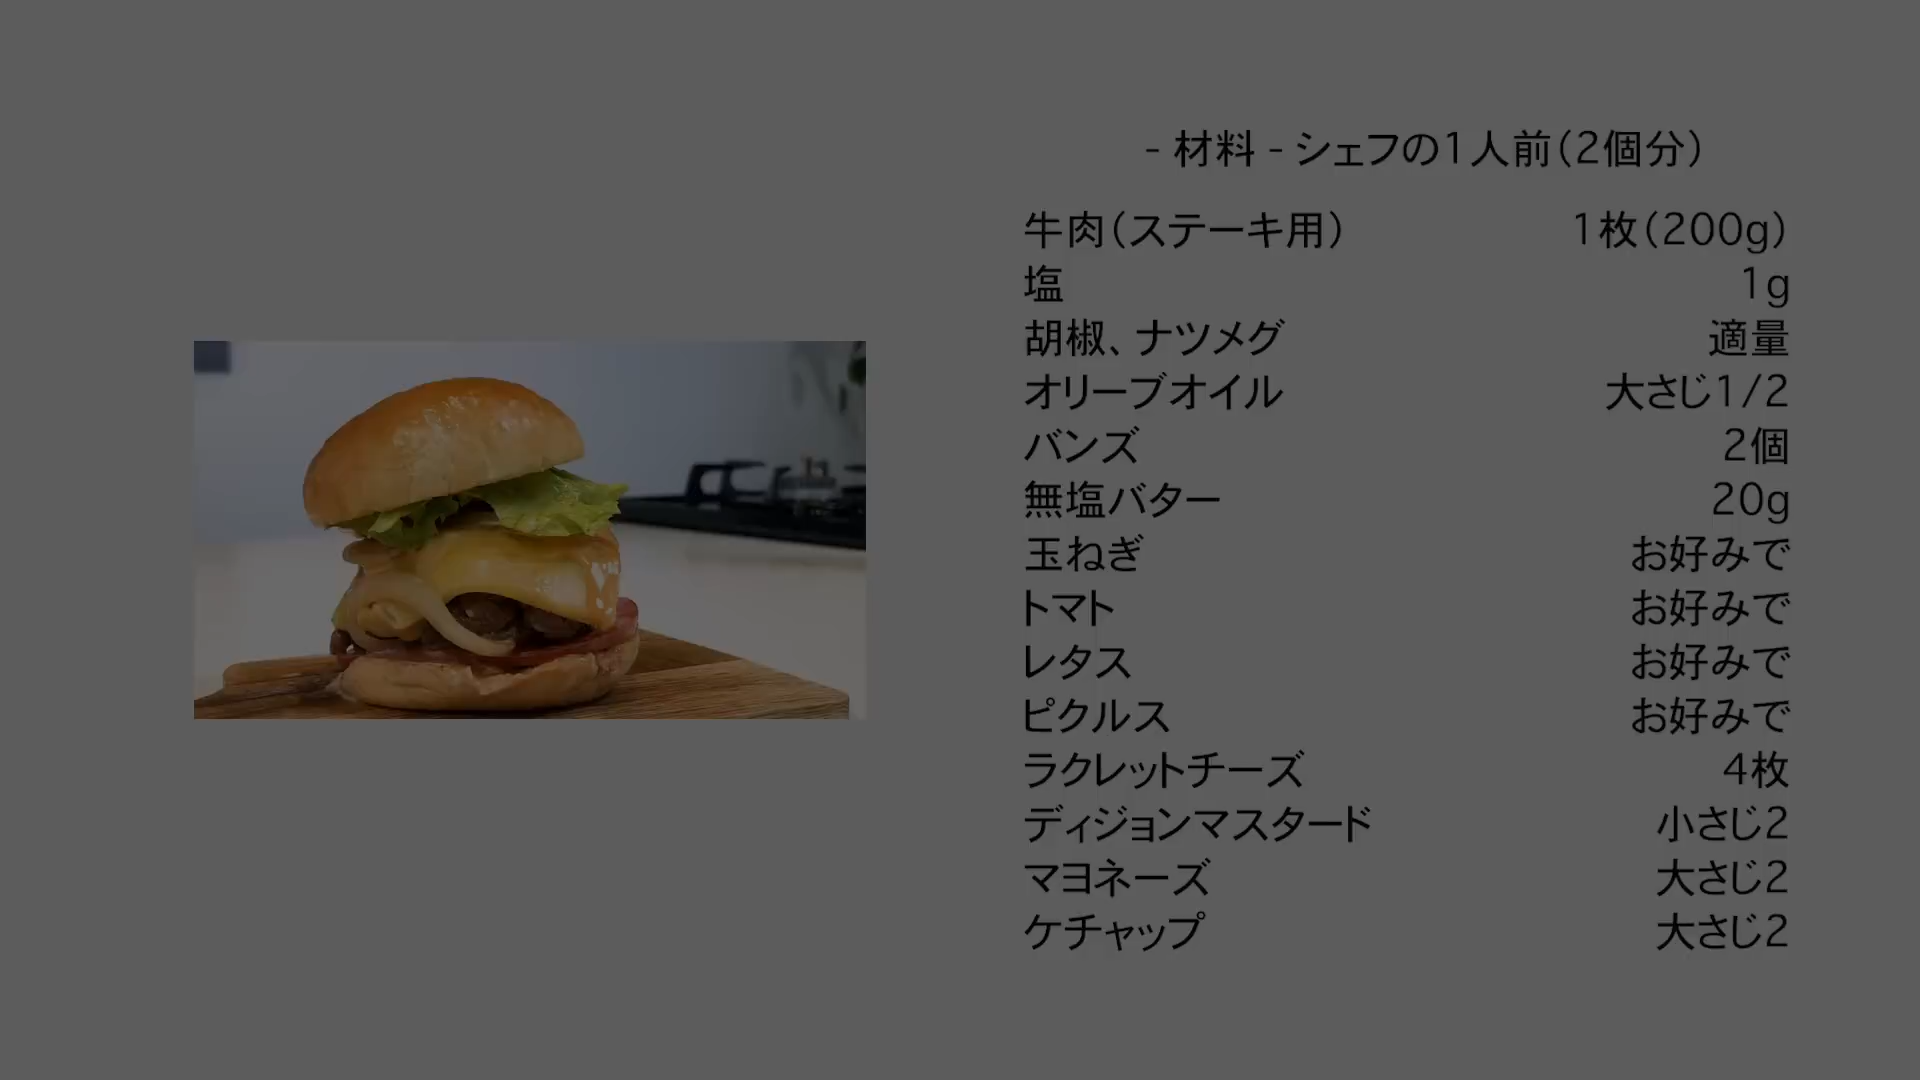 - 材料 - シェフの1人前(2個分)
牛肉(ステーキ用) 1枚(200g)
塩 1g
胡椒、ナツメグ 適量
オリーブオイル 大さじ1/2
バンズ 2個
無塩バター 20g
玉ねぎ お好みで
トマト お好みで
レタス お好みで
ピクルス お好みで
ラクレットチーズ 4枚
ディジョンマスタード 小さじ2
マヨネーズ 大さじ2
ケチャップ 大さじ2